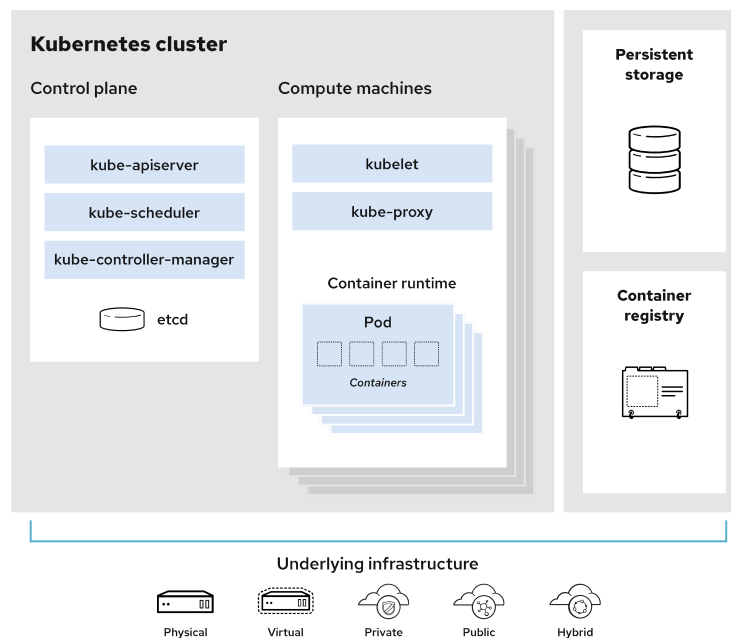 Kubernetes cluster
Control plane
kube-apiserver
kube-scheduler
kube-controller-manager
etcd
Compute machines
kubelet
kube-proxy
Container runtime
Pod
Containers
Persistent
storage
Container
registry
Underlying infrastructure
Physical
Virtual
Private
Public
Hybrid